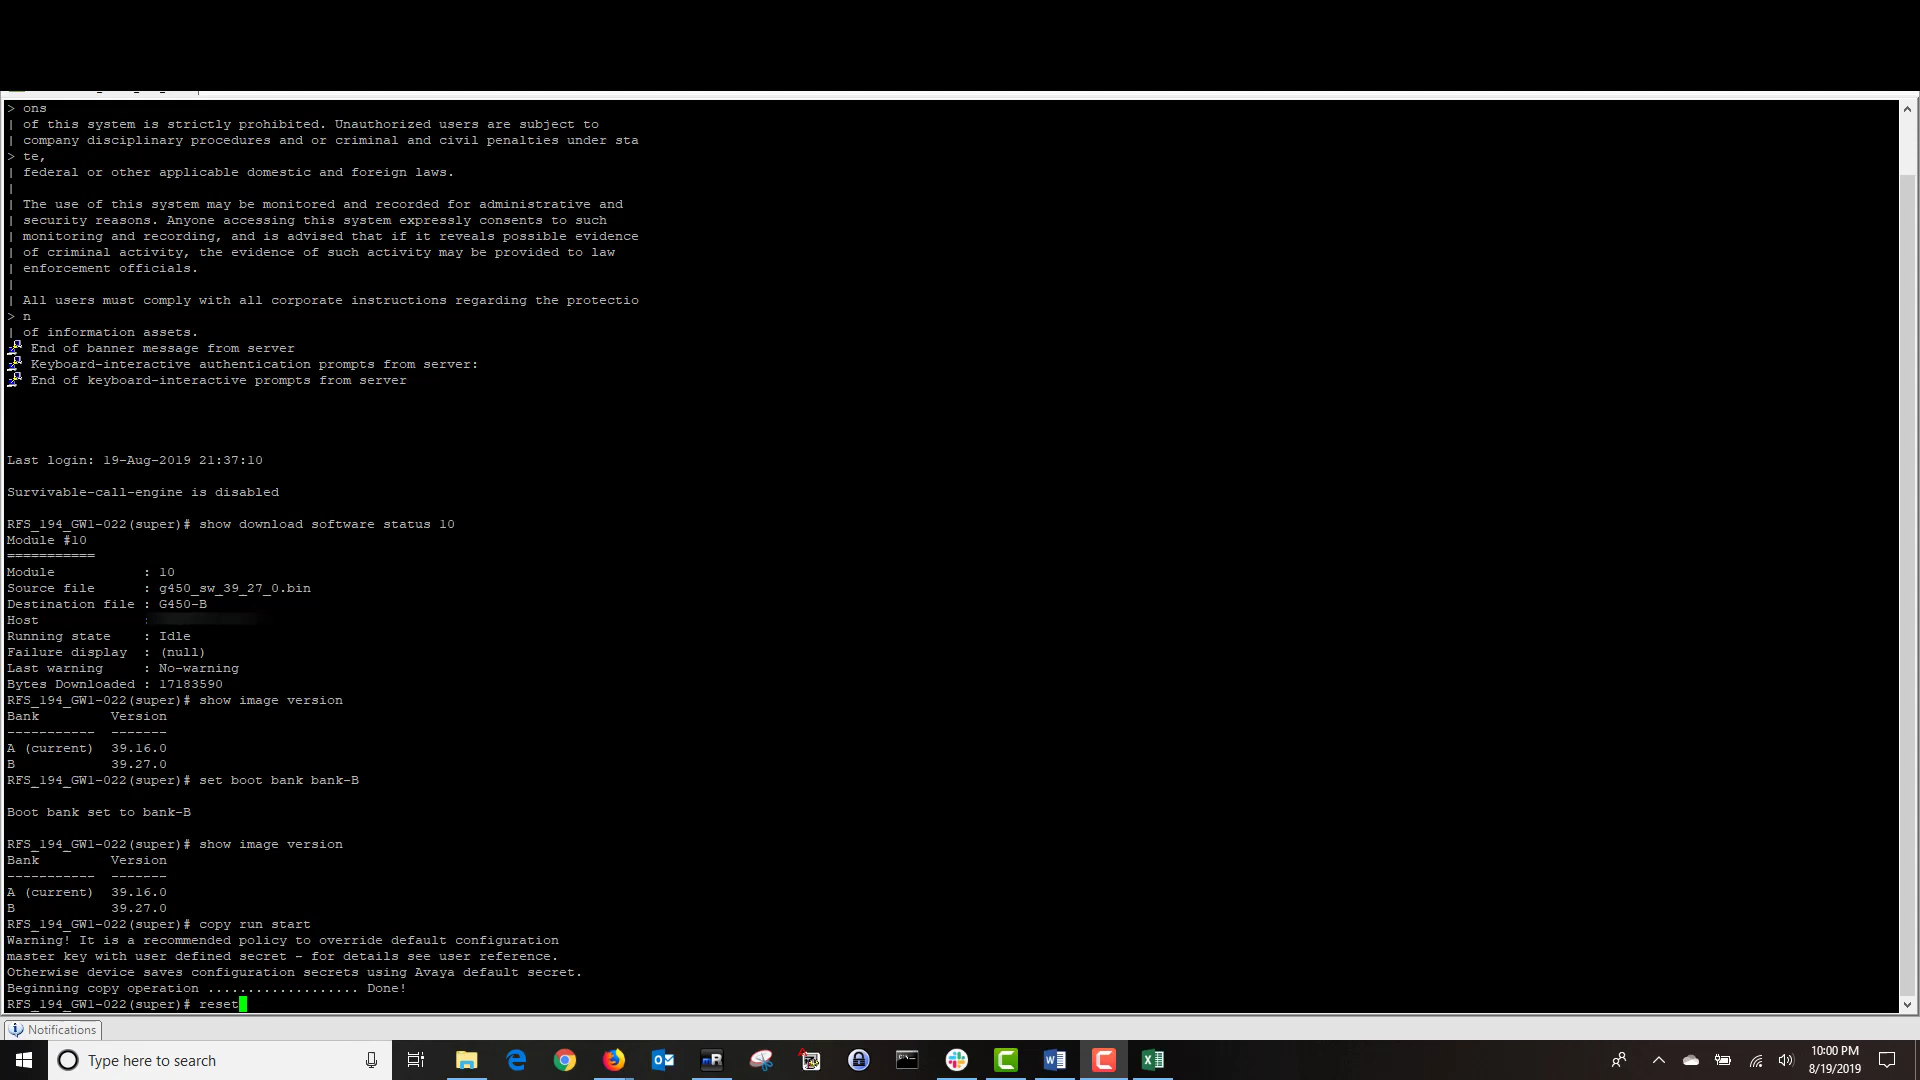 > ons
| of this system is strictly prohibited. Unauthorized users are subject to
| company disciplinary procedures and or criminal and civil penalties under sta
> te,
| federal or other applicable domestic and foreign laws.
|
| The use of this system may be monitored and recorded for administrative and
| security reasons. Anyone accessing this system expressly consents to such
| monitoring and recording, and is advised that if it reveals possible evidence
| of criminal activity, the evidence of such activity may be provided to law
| enforcement officials.
|
| All users must comply with all corporate instructions regarding the protectio
> n
| of information assets.
End of banner message from server
Keyboard-interactive authentication prompts from server:
End of keyboard-interactive prompts from server
Last login: 19-Aug-2019 21:37:10
Survivable-call-engine is disabled
RFS_194_GW1-022(super)# show download software status 10
Module #10
===========
Module : 10
Source file : g450_sw_39_27_0.bin
Destination file : G450-B
Host :
Running state : Idle
Failure display : (null)
Last warning : No-warning
Bytes Downloaded : 17183590
RFS_194_GW1-022(super)# show image version
Bank Version
----------- -------
A (current) 39.16.0
B 39.27.0
RFS_194_GW1-022(super)# set boot bank bank-B
Boot bank set to bank-B
RFS_194_GW1-022(super)# show image version
Bank Version
----------- -------
A (current) 39.16.0
B 39.27.0
RFS_194_GW1-022(super)# copy run start
Warning! It is a recommended policy to override default configuration
master key with user defined secret - for details see user reference.
Otherwise device saves configuration secrets using Avaya default secret.
Beginning copy operation ................... Done!
RFS_194_GW1-022(super)# reset
Notifications
Type here to search
10:00 PM
8/19/2019